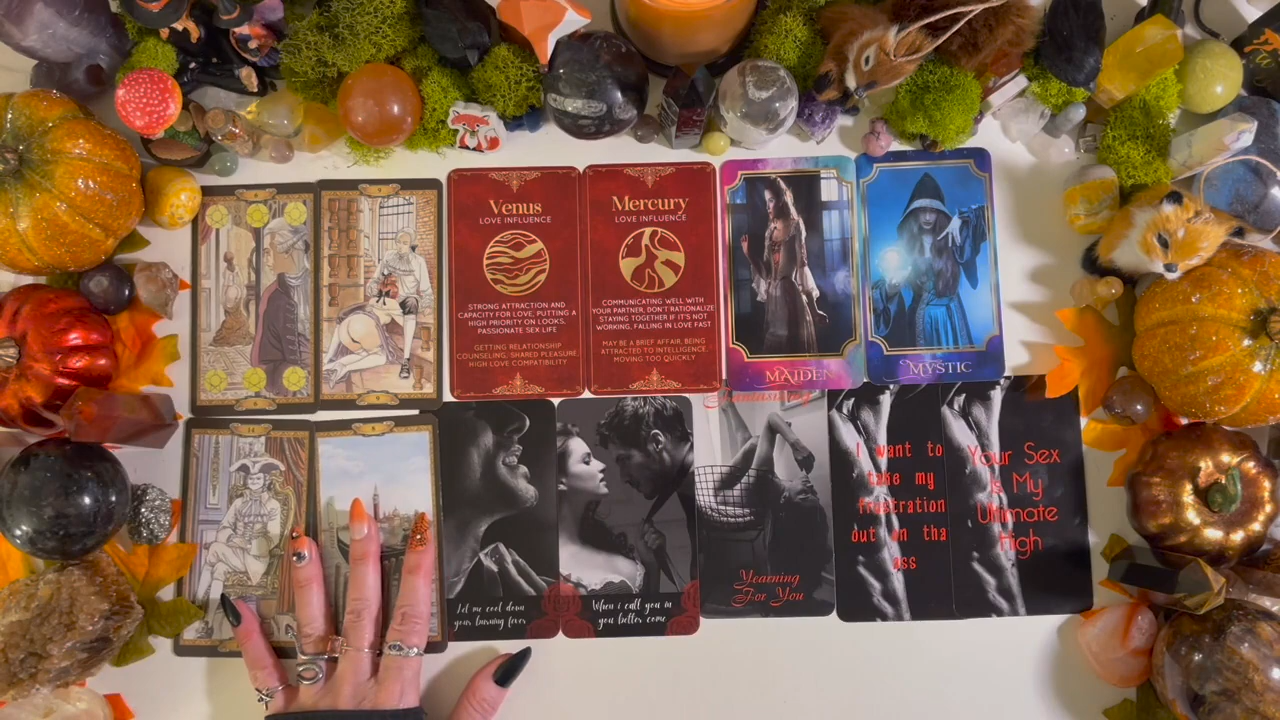 Venus
LOVE INFLUENCE
STRONG ATTRACTION AND
CAPACITY FOR LOVE, PUTTING A
HIGH PRIORITY ON LOOKS,
PASSIONATE SEX LIFE
GETTING RELATIONSHIP
COUNSELING, SHARED PLEASURE,
HIGH LOVE COMPATIBILITY
Mercury
LOVE INFLUENCE
COMMUNICATING WELL WITH
YOUR PARTNER, DON'T RATIONALIZE
STAYING TOGETHER IF IT'S NOT
WORKING, FALLING IN LOVE FAST
MAY BE A BRIEF AFFAIR, BEING
ATTRACTED TO INTELLIGENCE,
MOVING TOO QUICKLY
MAIDEN
MYSTIC
Let me cool down
your burning fever
When i call you in
you better come
Yearning
For You
I want to
take my
frustration
out on tha
ass
Your Sex
Is My
Ultimate
High